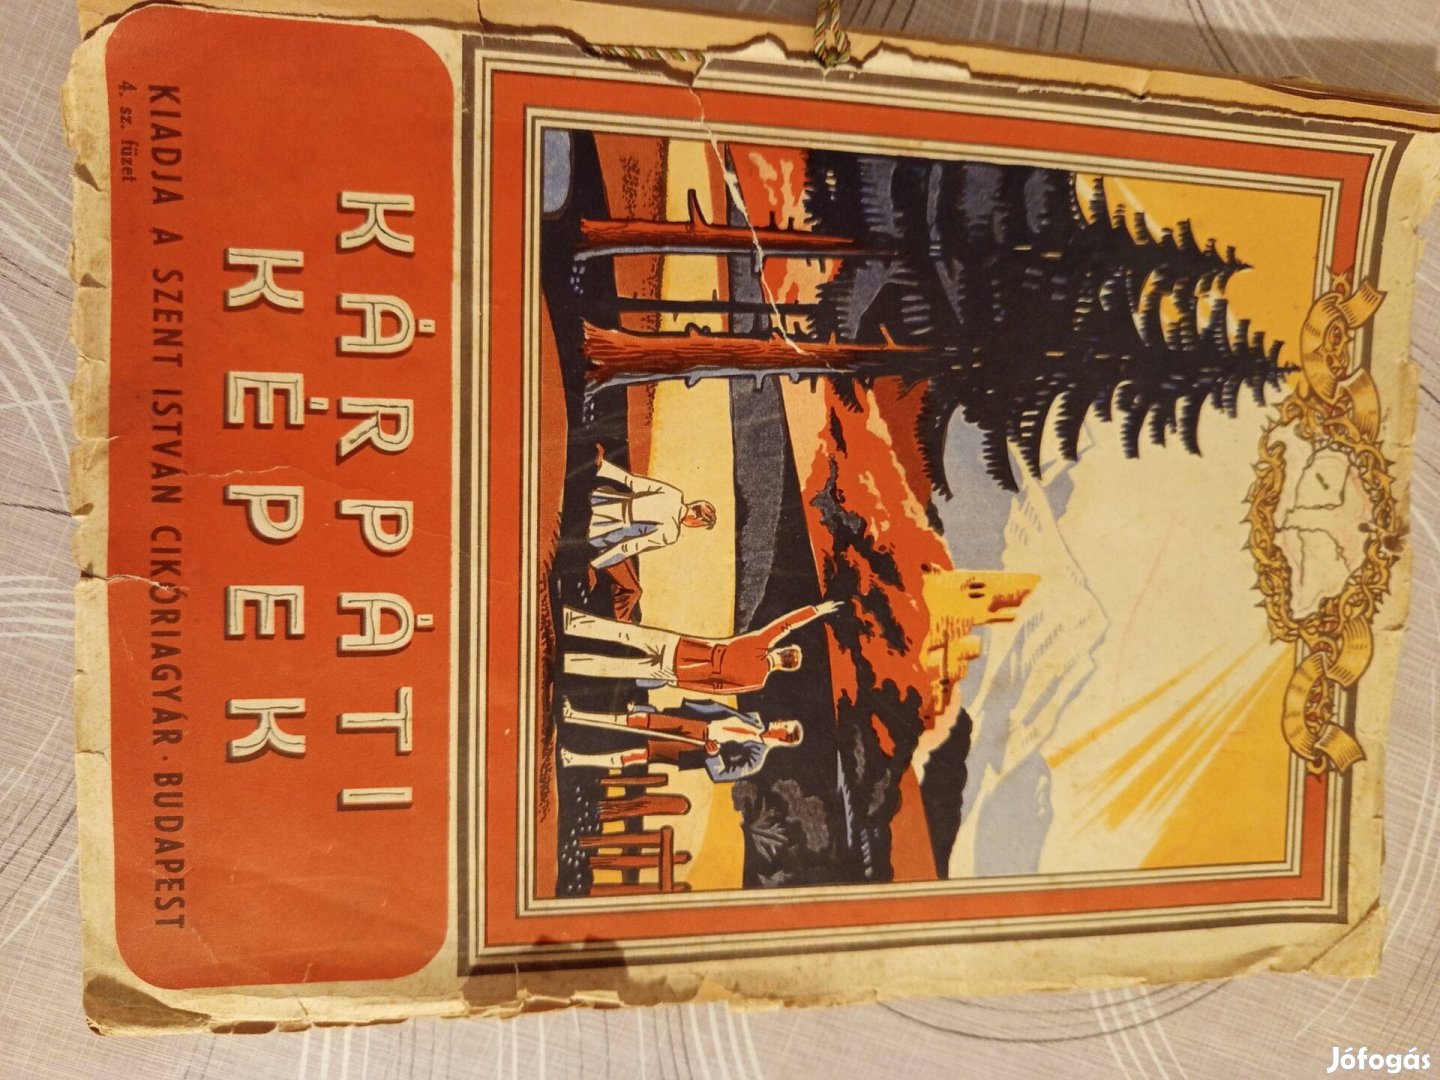 KÁRPÁTI
KÉPEK
KIADJA A SZENT ISTVÁN CIKÓRIAGYÁR · BUDAPEST
4. sz. füzet
Jófogás